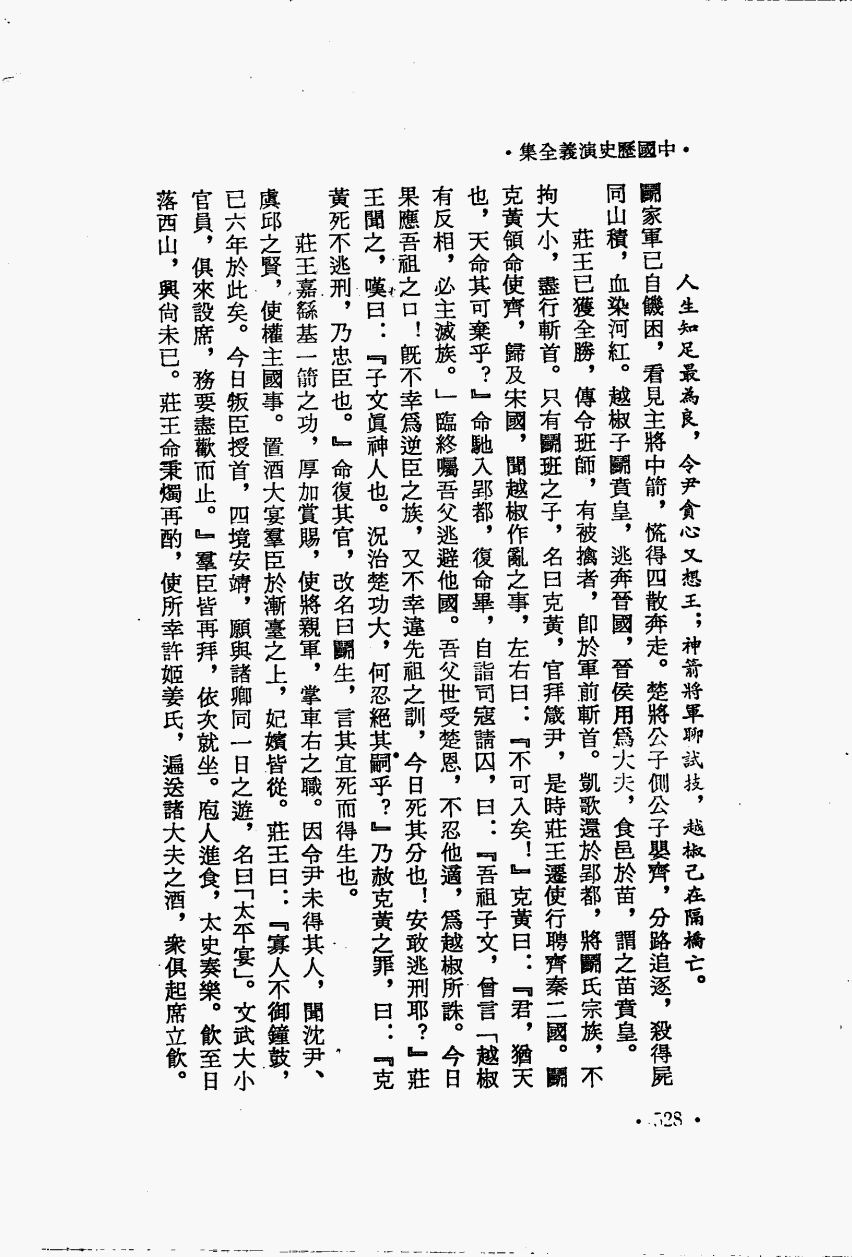 •中國歷史演義全集•
人生知足最為良，令尹貪心又想王；神箭將軍聊試技，越椒已在隔橋亡。
鬭家軍已自饑困，看見主將中箭，慌得四散奔走。楚將公子側公子嬰齊，分路追逐，殺得屍
同山積，血染河紅。越椒子鬭賁皇，逃奔晉國，晉侯用爲大夫，食邑於苗，謂之苗賁皇。
莊王已獲全勝，傳令班師，有被擒者，卽於軍前斬首。凱歌還於郢都，將鬭氏宗族，不
拘大小，盡行斬首。只有鬭班之子，名曰克黃，官拜箴尹，是時莊王遷使行聘齊秦二國。鬭
克黃領命使齊，歸及宋國，聞越椒作亂之事，左右曰：『不可入矣！』克黃曰：『君，猶天
也，天命其可棄乎？』命馳入郢都，復命畢，自詣司寇請囚，曰：『吾祖子文，曾言「越椒
有反相，必主滅族。」臨終囑吾父逃避他國。吾父世受楚恩，不忍他適，爲越椒所誅。今日
果應吾祖之口！旣不幸爲逆臣之族，又不幸違先祖之訓，今日死其分也！安敢逃刑耶？』莊
王聞之，嘆曰：『子文眞神人也。況治楚功大，何忍絕其嗣乎？』乃赦克黃之罪，曰：『克
黃死不逃刑，乃忠臣也。』命復其官，改名曰鬭生，言其宜死而得生也。
莊王嘉繇基一箭之功，厚加賞賜，使將親軍，掌車右之職。因令尹未得其人，聞沈尹、
虞邱之賢，使權主國事。置酒大宴羣臣於漸臺之上，妃嬪皆從。莊王曰：『寡人不御鐘鼓，
已六年於此矣。今日叛臣授首，四境安靖，願與諸卿同一日之遊，名曰「太平宴」。文武大小
官員，俱來設席，務要盡歡而止。』羣臣皆再拜，依次就坐。庖人進食，太史奏樂。飲至日
落西山，興尙未已。莊王命秉燭再酌，使所幸許姬姜氏，遍送諸大夫之酒，衆俱起席立飲。
•528•